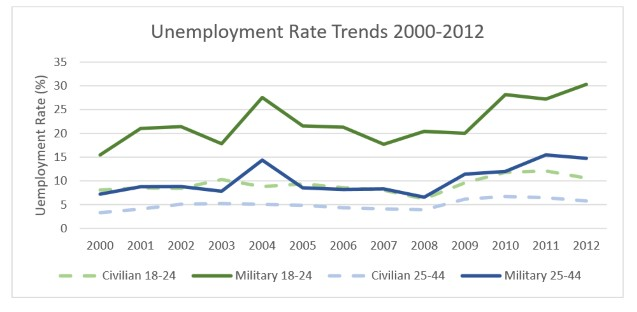 Unemployment Rate Trends 2000-2012
35
30
25
20
15
10
5
0
Uemployment Rate (%)
2000 2001 2002 2003 2004 2005 2006 2007 2008 2009 2010 2011 2012
Civilian 18-24 Military 18-24 Civilian 25-44 Military 25-44